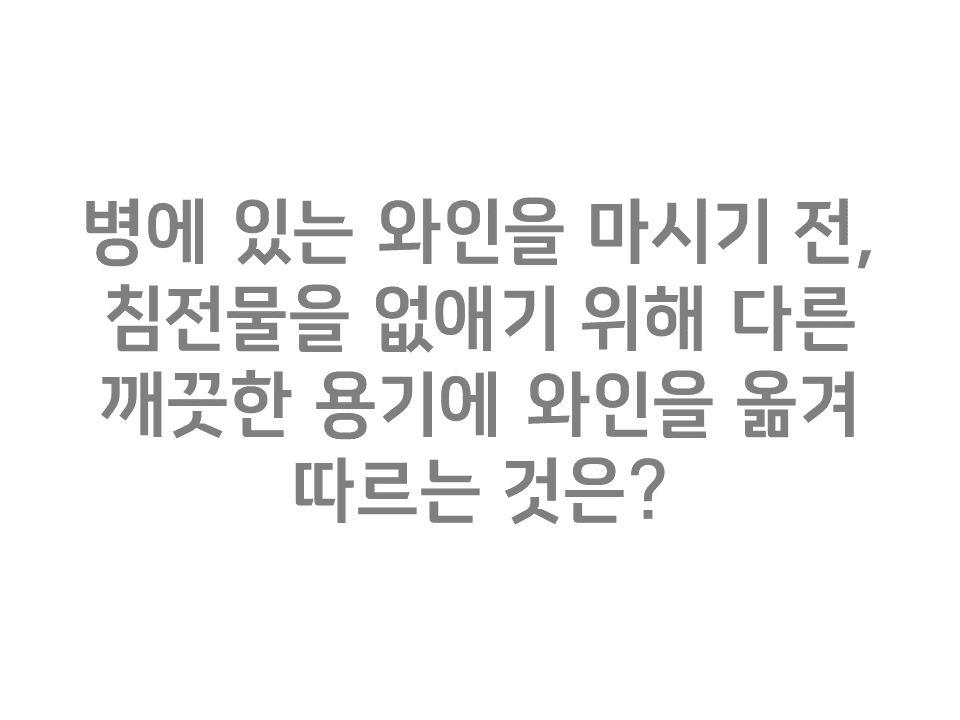 병에 있는 와인을 마시기 전,
침전물을 없애기 위해 다른
깨끗한 용기에 와인을 옮겨
따르는 것은?